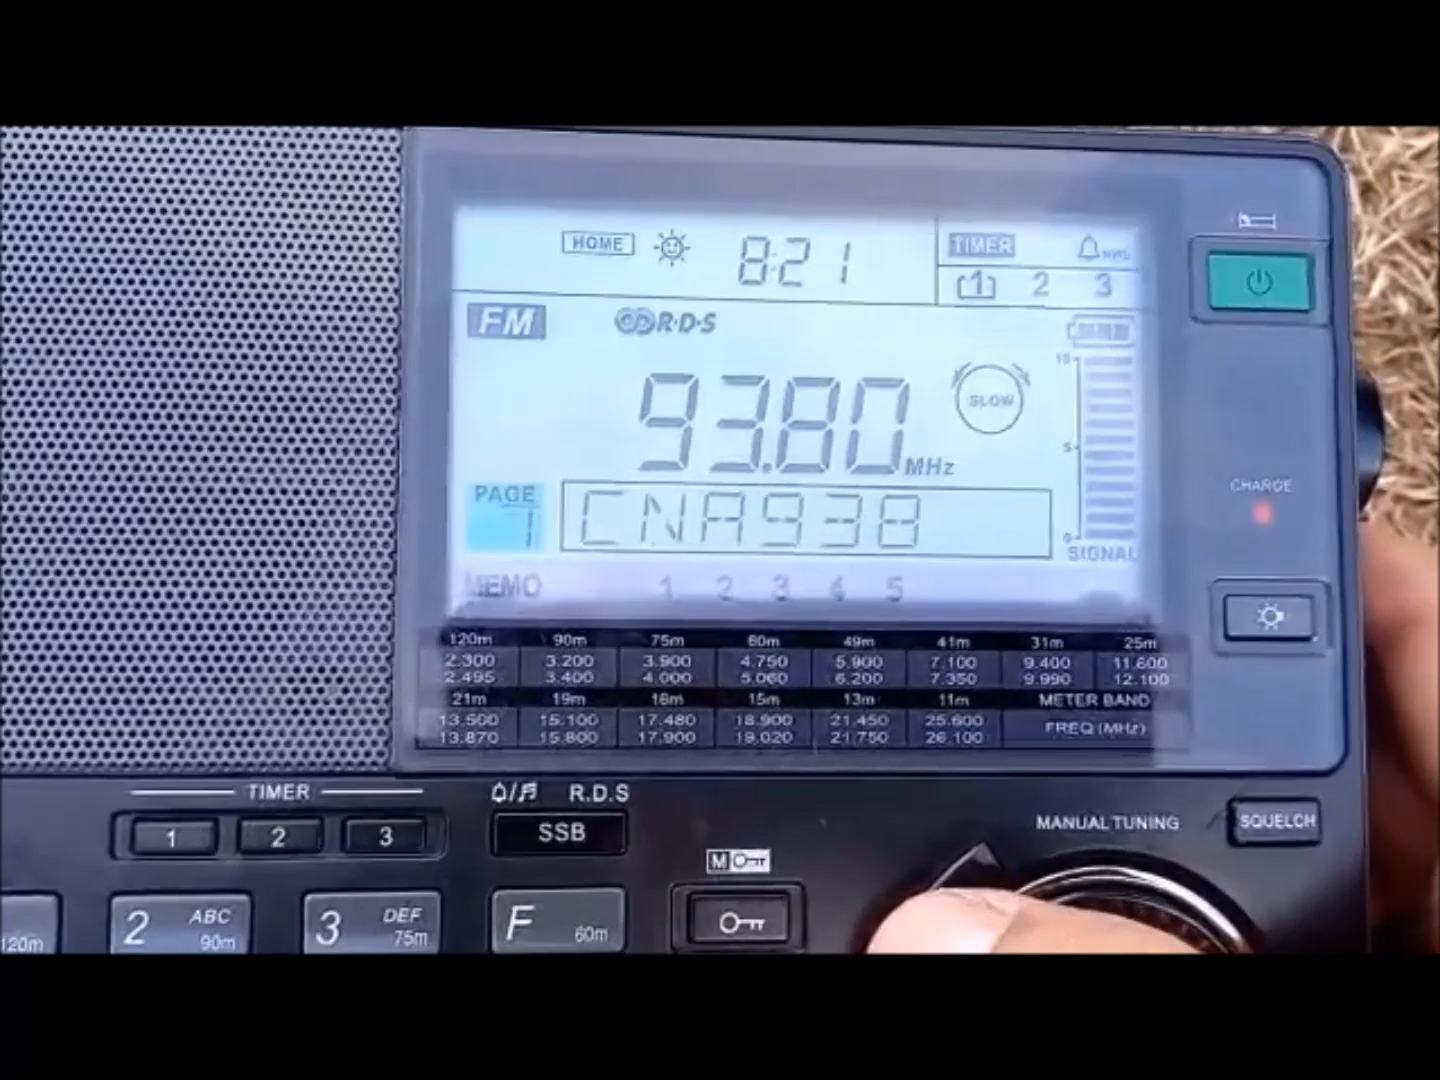 HOME 8:21 TIMER
1 2 3
FM R·D·S
10
93.80 MHz SLOW
5
PAGE 1 CNA938
0
SIGNAL
MEMO 1 2 3 4 5
CHARGE
120m 90m 75m 60m 49m 41m 31m 25m
2.300 3.200 3.900 4.750 5.900 7.100 9.400 11.600
2.495 3.400 4.000 5.060 6.200 7.350 9.990 12.100
21m 19m 16m 15m 13m 11m METER BAND
13.500 15.100 17.480 18.900 21.450 25.600 FREQ (MHz)
13.870 15.800 17.900 19.020 21.750 26.100
TIMER R.D.S
1 2 3 SSB MANUAL TUNING SQUELCH
M
2 ABC 3 DEF F
120m 90m 75m 60m